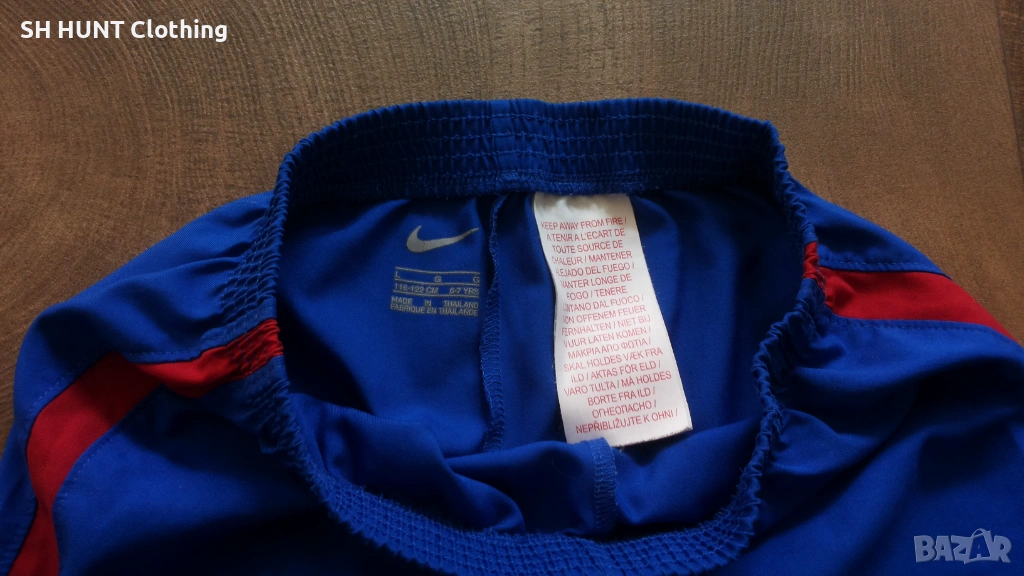 SH HUNT Clothing
KEEP AWAY FROM FIRE /
A TENIR A L'ECART DE
TOUTE SOURCE DE
CHALEUR / MANTENER
ALEJADO DEL FUEGO /
MANTER LONGE DE
FOGO / TENERE
LONTANO DAL FUOCO /
VON OFFENEM FEUER
FERNHALTEN / NIET BIJ
VUUR LATEN KOMEN /
ΜΑΚΡΙΑ ΑΠΟ ΦΩΤΙΑ /
SKAL HOLDES VÆK FRA
ILD / AKTAS FÖR ELD /
VARO TULTA / MÅ HOLDES
BORTE FRA ILD /
ОГНЕОПАСНО /
NEPŘIBLIŽUJTE K OHNI /
L G G
116-122 CM 6-7 YRS
MADE IN THAILAND
FABRIQUE EN THAILANDE
BAZAR